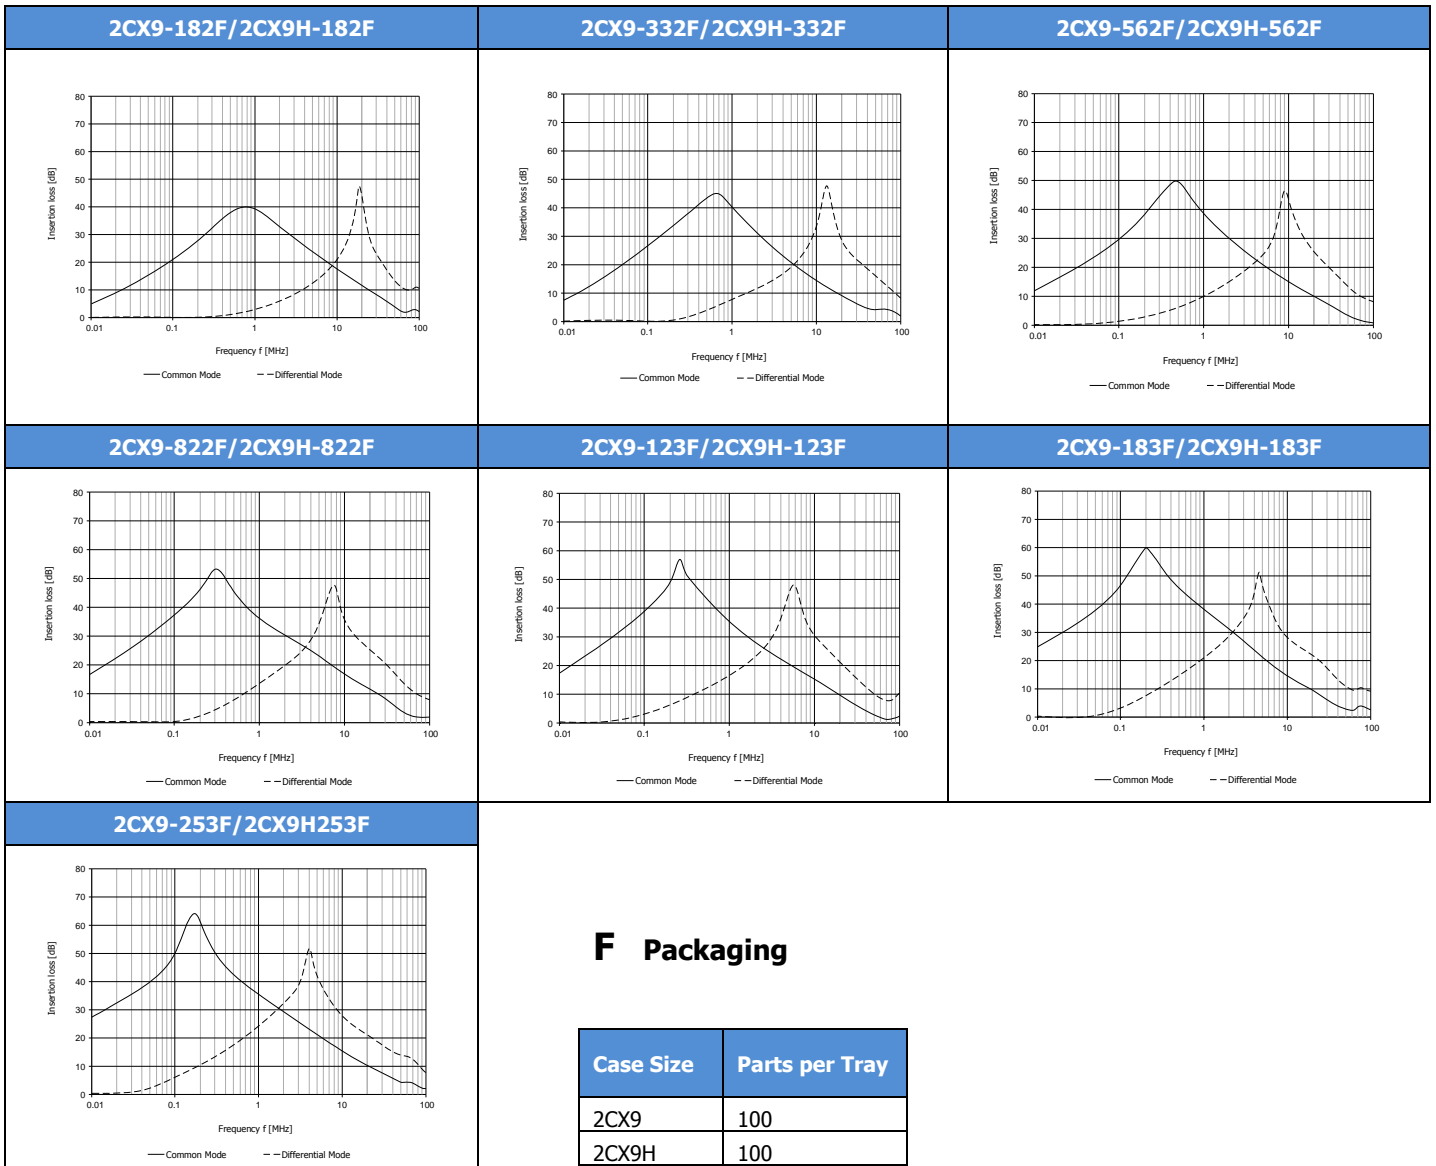 2CX9-182F/2CX9H-182F
2CX9-332F/2CX9H-332F
2CX9-562F/2CX9H-562F
80
70
60
50
40
30
20
10
0
0.01
0.1
1
10
100
Insertion loss [dB]
Frequency f [MHz]
Common Mode
Differential Mode
80
70
60
50
40
30
20
10
0
0.01
0.1
1
10
100
Insertion loss [dB]
Frequency f [MHz]
Common Mode
Differential Mode
80
70
60
50
40
30
20
10
0
0.01
0.1
1
10
100
Insertion loss [dB]
Frequency f [MHz]
Common Mode
Differential Mode
2CX9-822F/2CX9H-822F
2CX9-123F/2CX9H-123F
2CX9-183F/2CX9H-183F
80
70
60
50
40
30
20
10
0
0.01
0.1
1
10
100
Insertion loss [dB]
Frequency f [MHz]
Common Mode
Differential Mode
80
70
60
50
40
30
20
10
0
0.01
0.1
1
10
100
Insertion loss [dB]
Frequency f [MHz]
Common Mode
Differential Mode
80
70
60
50
40
30
20
10
0
0.01
0.1
1
10
100
Insertion loss [dB]
Frequency f [MHz]
Common Mode
Differential Mode
2CX9-253F/2CX9H253F
80
70
60
50
40
30
20
10
0
0.01
0.1
1
10
100
Insertion loss [dB]
Frequency f [MHz]
Common Mode
Differential Mode
F Packaging
Case Size Parts per Tray
2CX9 100
2CX9H 100